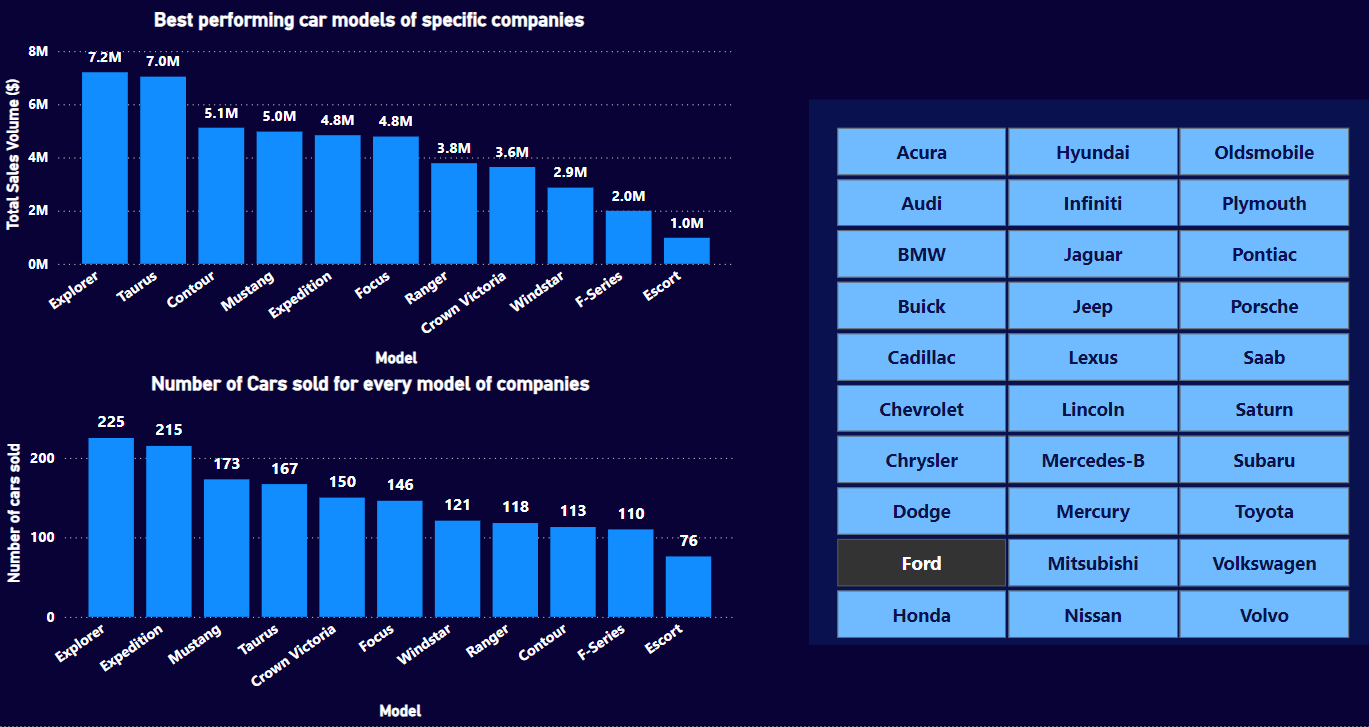 Best performing car models of specific companies
Total Sales Volume ($)
8M
6M
4M
2M
0M
7.2M
7.0M
5.1M
5.0M
4.8M
4.8M
3.8M
3.6M
2.9M
2.0M
1.0M
Explorer
Taurus
Contour
Mustang
Expedition
Focus
Ranger
Crown Victoria
Windstar
F-Series
Escort
Model
Number of Cars sold for every model of companies
Number of cars sold
200
100
0
225
215
173
167
150
146
121
118
113
110
76
Explorer
Expedition
Mustang
Taurus
Crown Victoria
Focus
Windstar
Ranger
Contour
F-Series
Escort
Model
Acura Hyundai Oldsmobile
Audi Infiniti Plymouth
BMW Jaguar Pontiac
Buick Jeep Porsche
Cadillac Lexus Saab
Chevrolet Lincoln Saturn
Chrysler Mercedes-B Subaru
Dodge Mercury Toyota
Ford Mitsubishi Volkswagen
Honda Nissan Volvo